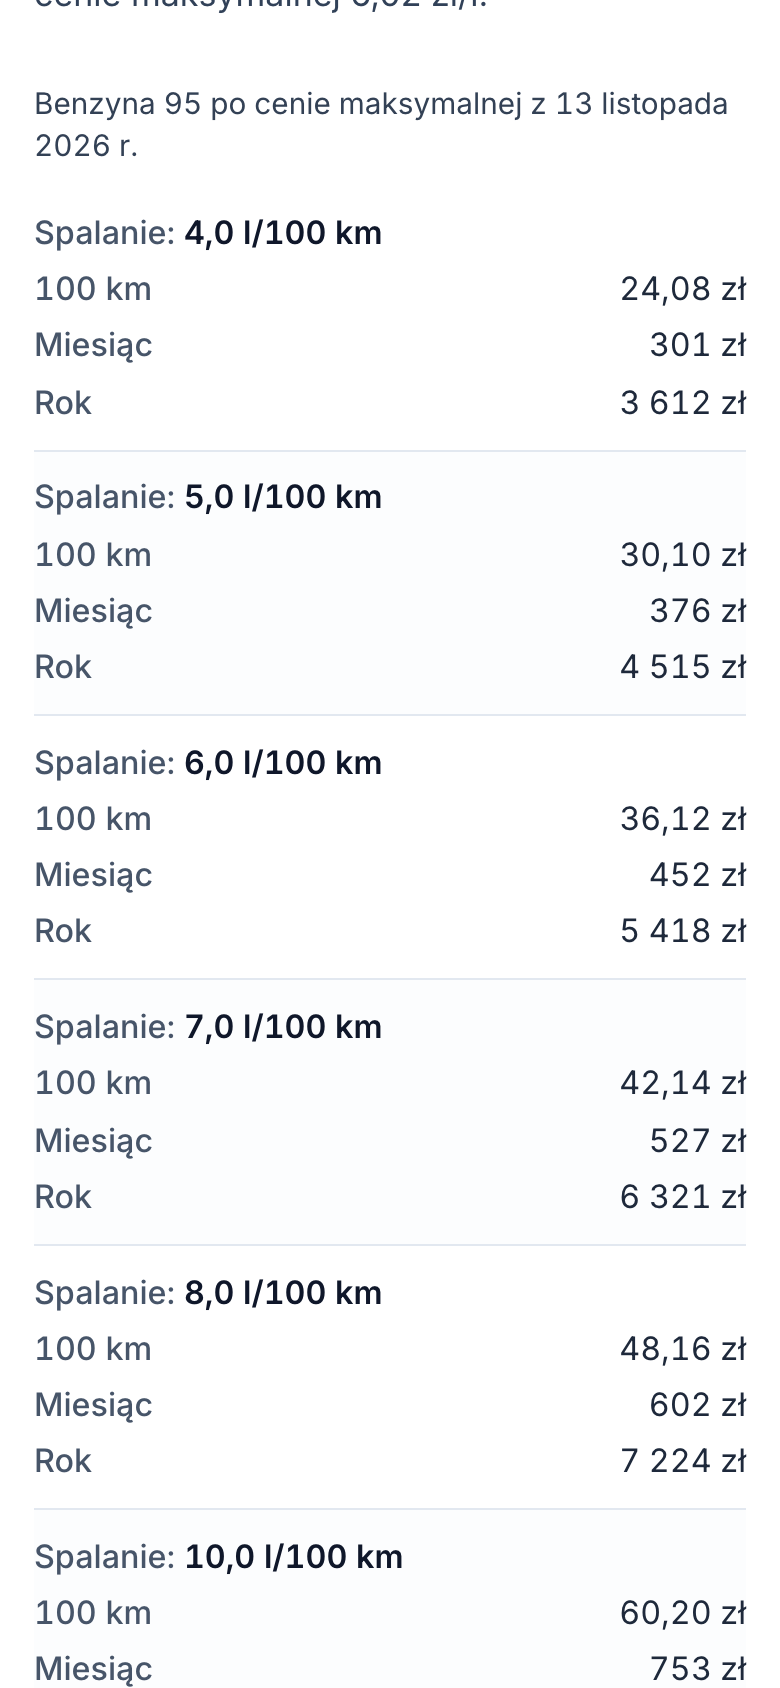 cenie maksymalnej 6,02 zł/l.
Benzyna 95 po cenie maksymalnej z 13 listopada
2026 r.
Spalanie: 4,0 l/100 km
100 km 24,08 zł
Miesiąc 301 zł
Rok 3 612 zł
Spalanie: 5,0 l/100 km
100 km 30,10 zł
Miesiąc 376 zł
Rok 4 515 zł
Spalanie: 6,0 l/100 km
100 km 36,12 zł
Miesiąc 452 zł
Rok 5 418 zł
Spalanie: 7,0 l/100 km
100 km 42,14 zł
Miesiąc 527 zł
Rok 6 321 zł
Spalanie: 8,0 l/100 km
100 km 48,16 zł
Miesiąc 602 zł
Rok 7 224 zł
Spalanie: 10,0 l/100 km
100 km 60,20 zł
Miesiąc 753 zł